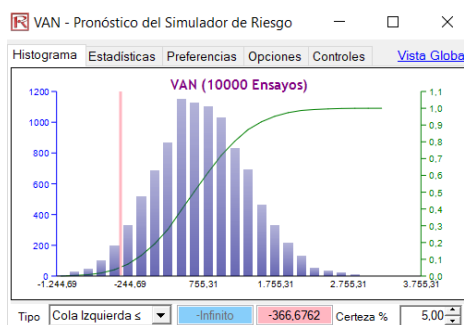 VAN - Pronóstico del Simulador de Riesgo
Histograma Estadísticas Preferencias Opciones Controles Vista Globa
VAN (10000 Ensayos)
1200 1,1
1,0
1000 0,9
0,8
800 0,7
600 0,6
0,5
400 0,4
0,3
200 0,2
0,1
0 0,0
-1.244,69 -244,69 755,31 1.755,31 2.755,31 3.755,31
Tipo Cola Izquierda ≤ -Infinito -366,6762 Certeza % 5,00